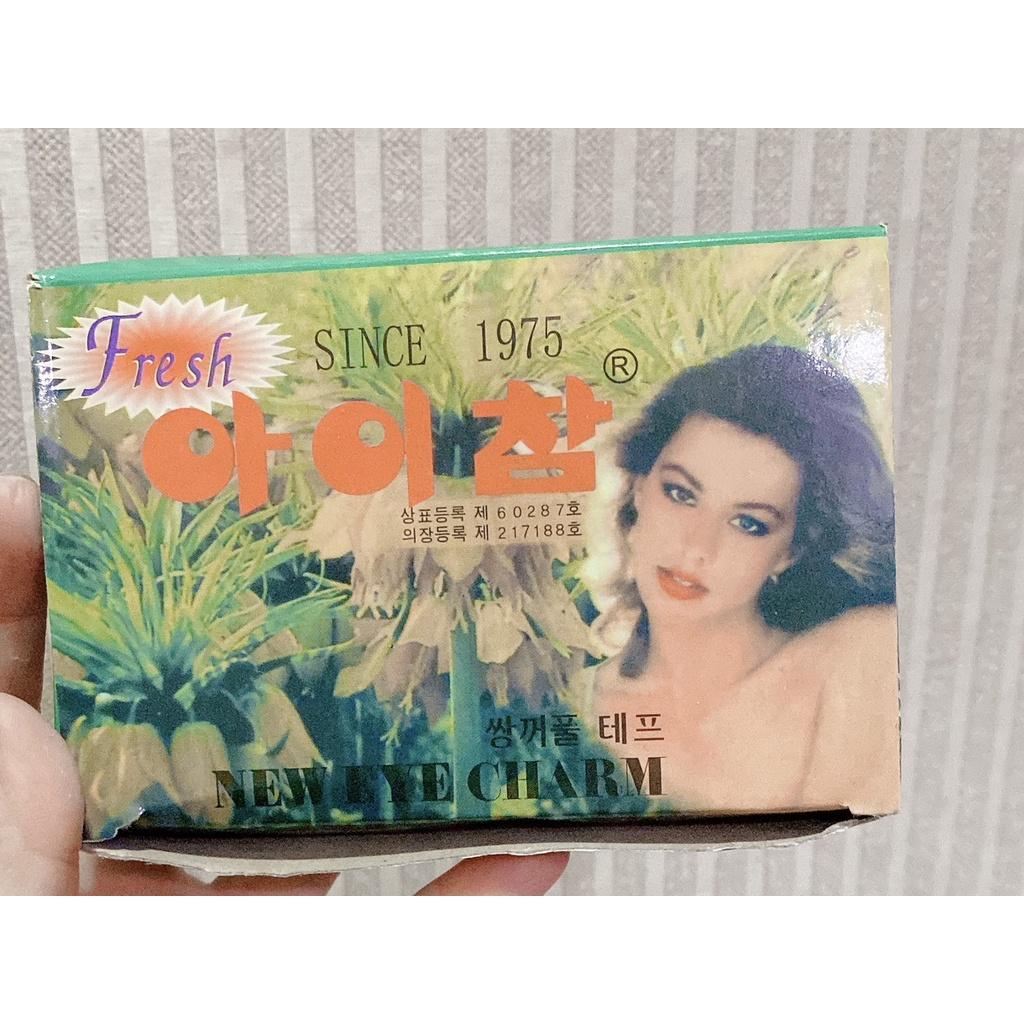 Fresh
SINCE 1975
아이참®
상표등록 제 60287호
의장등록 제 217188호
쌍꺼풀 테프
NEW EYE CHARM